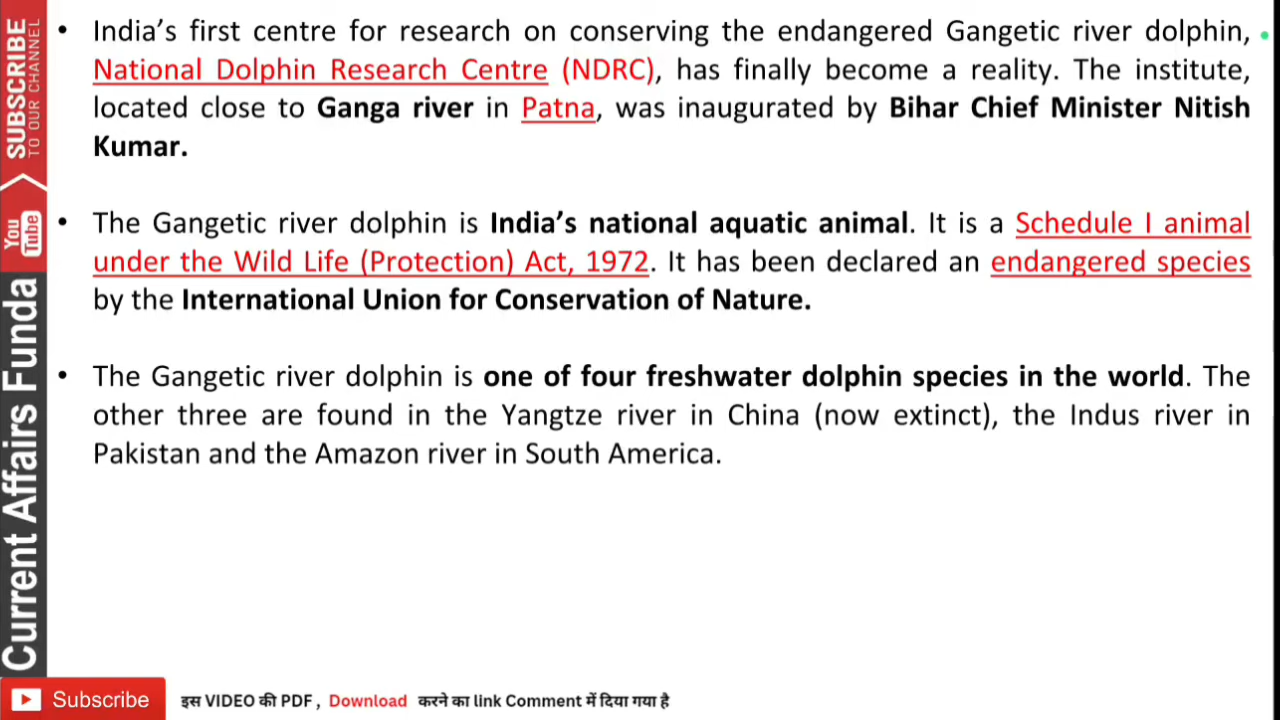 • India’s first centre for research on conserving the endangered Gangetic river dolphin,
National Dolphin Research Centre (NDRC), has finally become a reality. The institute,
located close to Ganga river in Patna, was inaugurated by Bihar Chief Minister Nitish
Kumar.
• The Gangetic river dolphin is India’s national aquatic animal. It is a Schedule I animal
under the Wild Life (Protection) Act, 1972. It has been declared an endangered species
by the International Union for Conservation of Nature.
• The Gangetic river dolphin is one of four freshwater dolphin species in the world. The
other three are found in the Yangtze river in China (now extinct), the Indus river in
Pakistan and the Amazon river in South America.
SUBSCRIBE
TO OUR CHANNEL
You
Tube
Current Affairs Funda
Subscribe
इस VIDEO की PDF , Download करने का link Comment में दिया गया है